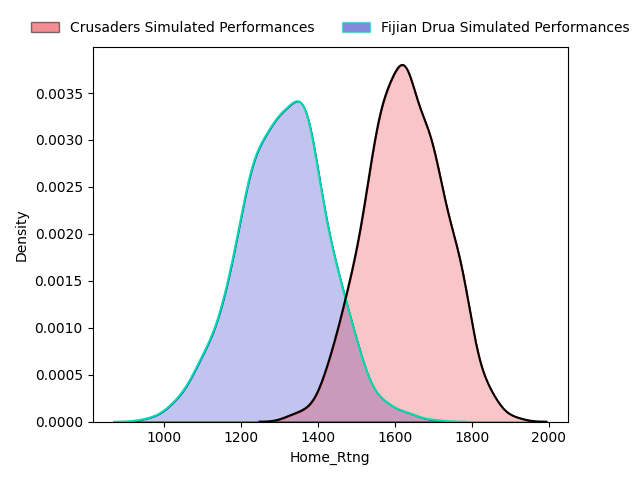 Crusaders Simulated Performances Fijian Drua Simulated Performances
0.0035
0.0030
0.0025
0.0020
0.0015
0.0010
0.0005
0.0000
Density
1000 1200 1400 1600 1800 2000
Home_Rtng